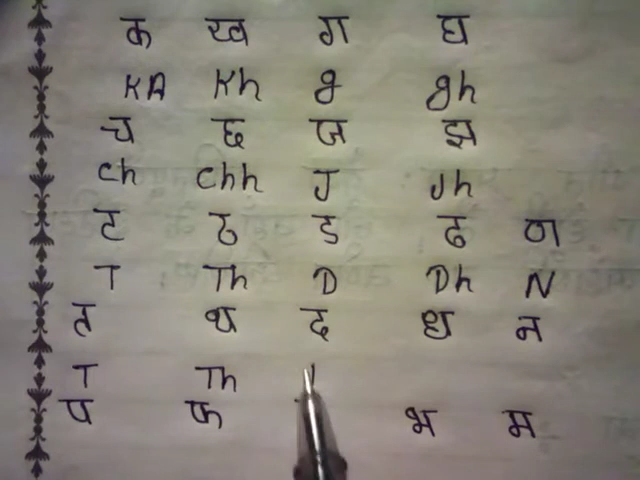 क ख ग घ
KA Kh g gh
च छ ज झ
Ch Chh J Jh
ट ठ ड ढ ण
T Th D Dh N
त थ द ध न
T Th
प फ भ म